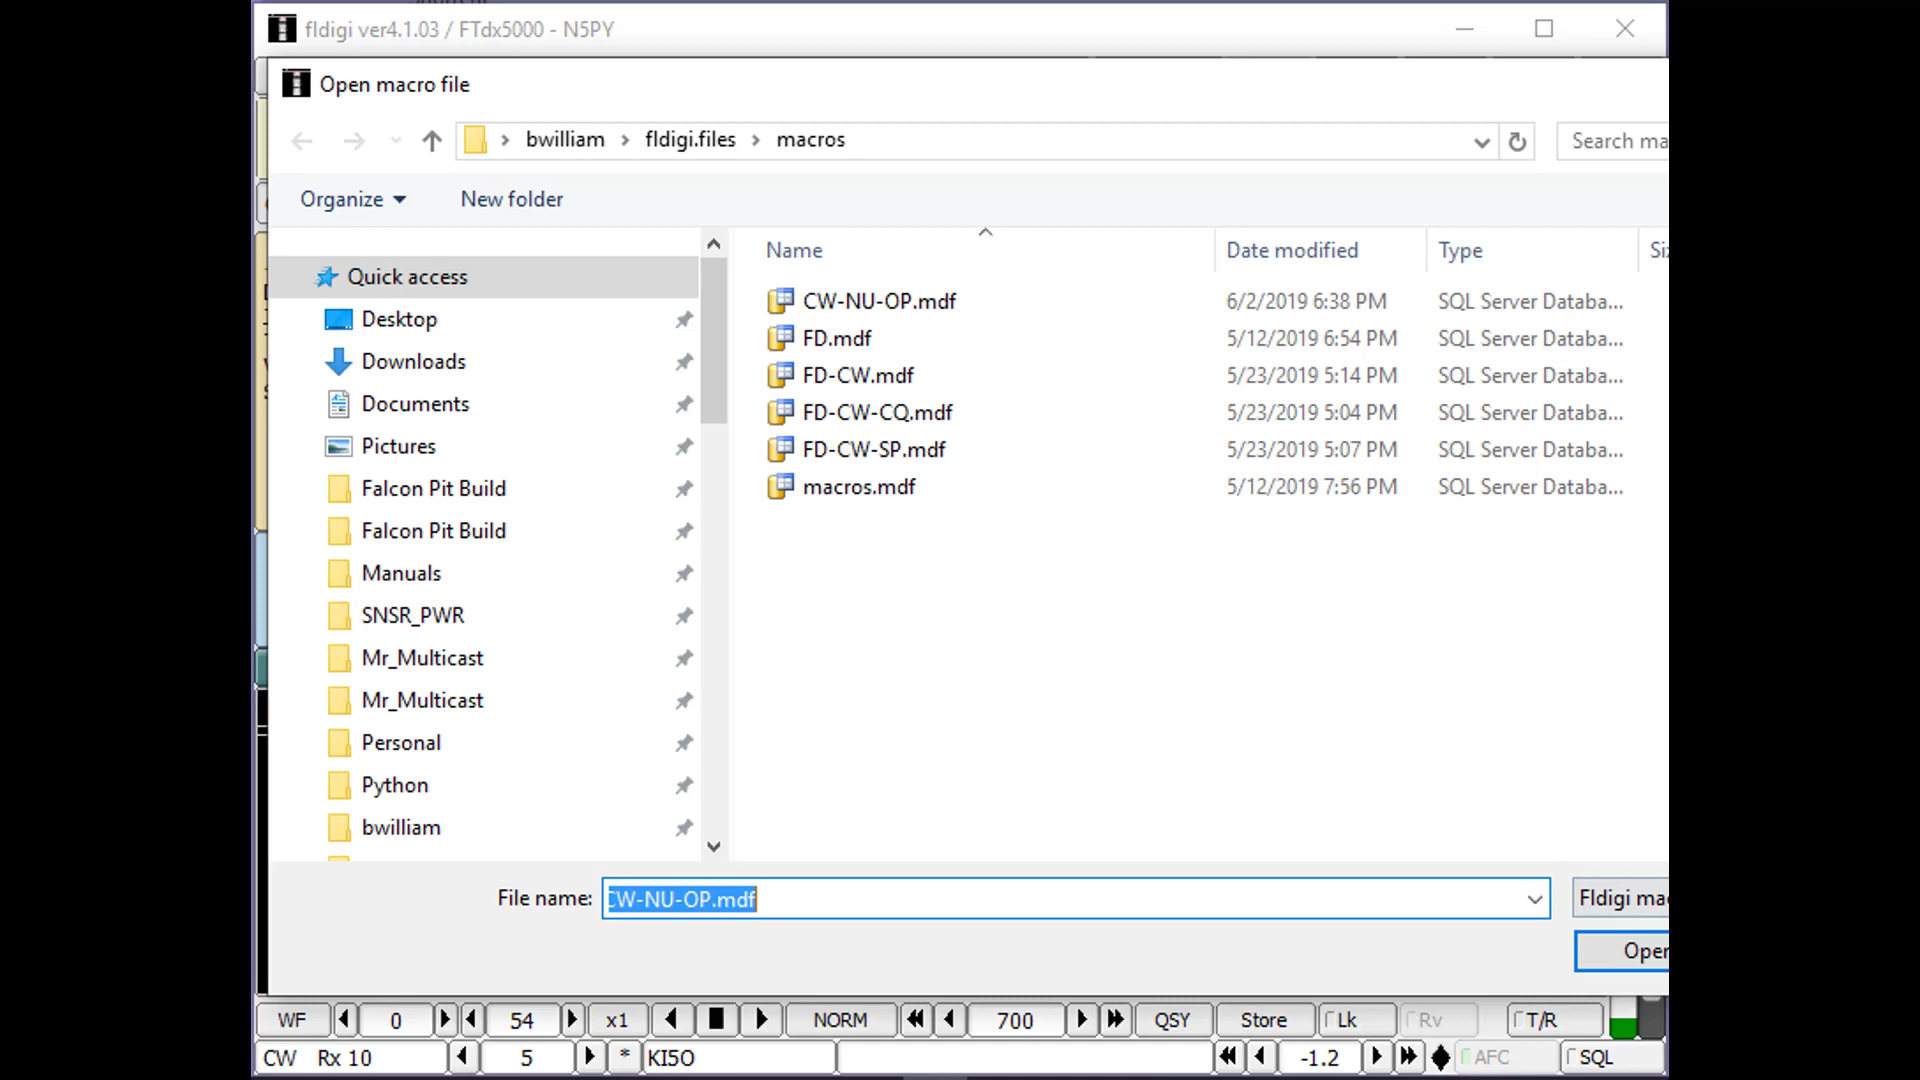 fldigi ver4.1.03 / FTdx5000 - N5PY
Open macro file
bwilliam fldigi.files macros
Search ma
Organize New folder
Name Date modified Type Siz
Quick access
Desktop
Downloads
Documents
Pictures
Falcon Pit Build
Falcon Pit Build
Manuals
SNSR_PWR
Mr_Multicast
Mr_Multicast
Personal
Python
bwilliam
CW-NU-OP.mdf 6/2/2019 6:38 PM SQL Server Databa...
FD.mdf 5/12/2019 6:54 PM SQL Server Databa...
FD-CW.mdf 5/23/2019 5:14 PM SQL Server Databa...
FD-CW-CQ.mdf 5/23/2019 5:04 PM SQL Server Databa...
FD-CW-SP.mdf 5/23/2019 5:07 PM SQL Server Databa...
macros.mdf 5/12/2019 7:56 PM SQL Server Databa...
File name: CW-NU-OP.mdf Fldigi mac
Open
WF 0 54 x1 NORM 700 QSY Store Lk Rv T/R
CW Rx 10 5 * KI5O -1.2 AFC SQL